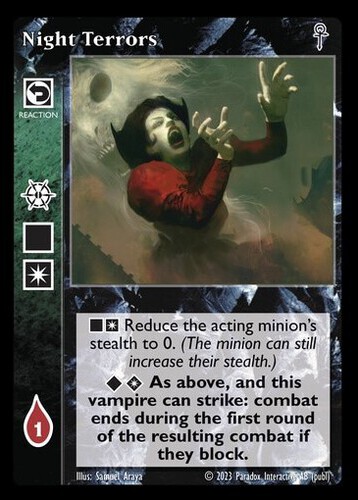 Night Terrors
REACTION
Reduce the acting minion's
stealth to 0. (The minion can still
increase their stealth.)
As above, and this
vampire can strike: combat
ends during the first round
of the resulting combat if
they block.
1
Illus: Samuel Araya
© 2023 Paradox Interactive AB (publ)